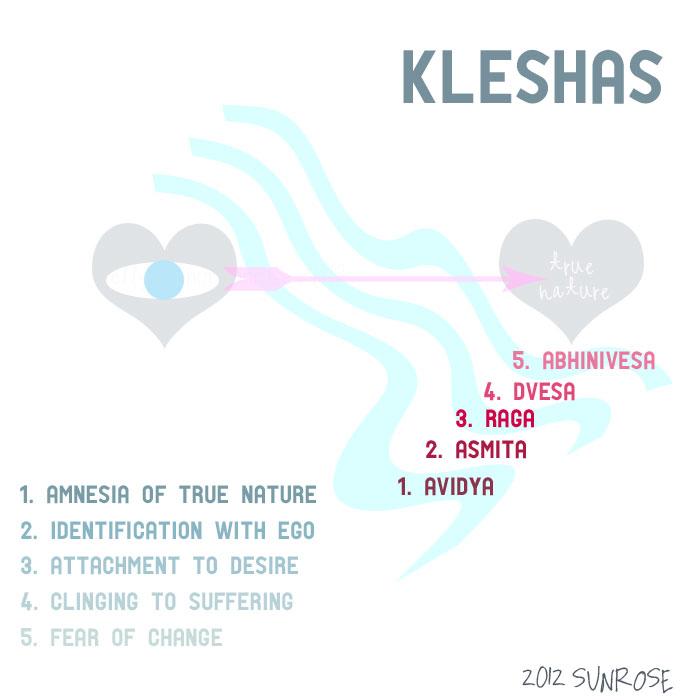 KLESHAS
true
nature
5. ABHINIVESA
4. DVESA
3. RAGA
2. ASMITA
1. AVIDYA
1. AMNESIA OF TRUE NATURE
2. IDENTIFICATION WITH EGO
3. ATTACHMENT TO DESIRE
4. CLINGING TO SUFFERING
5. FEAR OF CHANGE
2012 SUNROSE